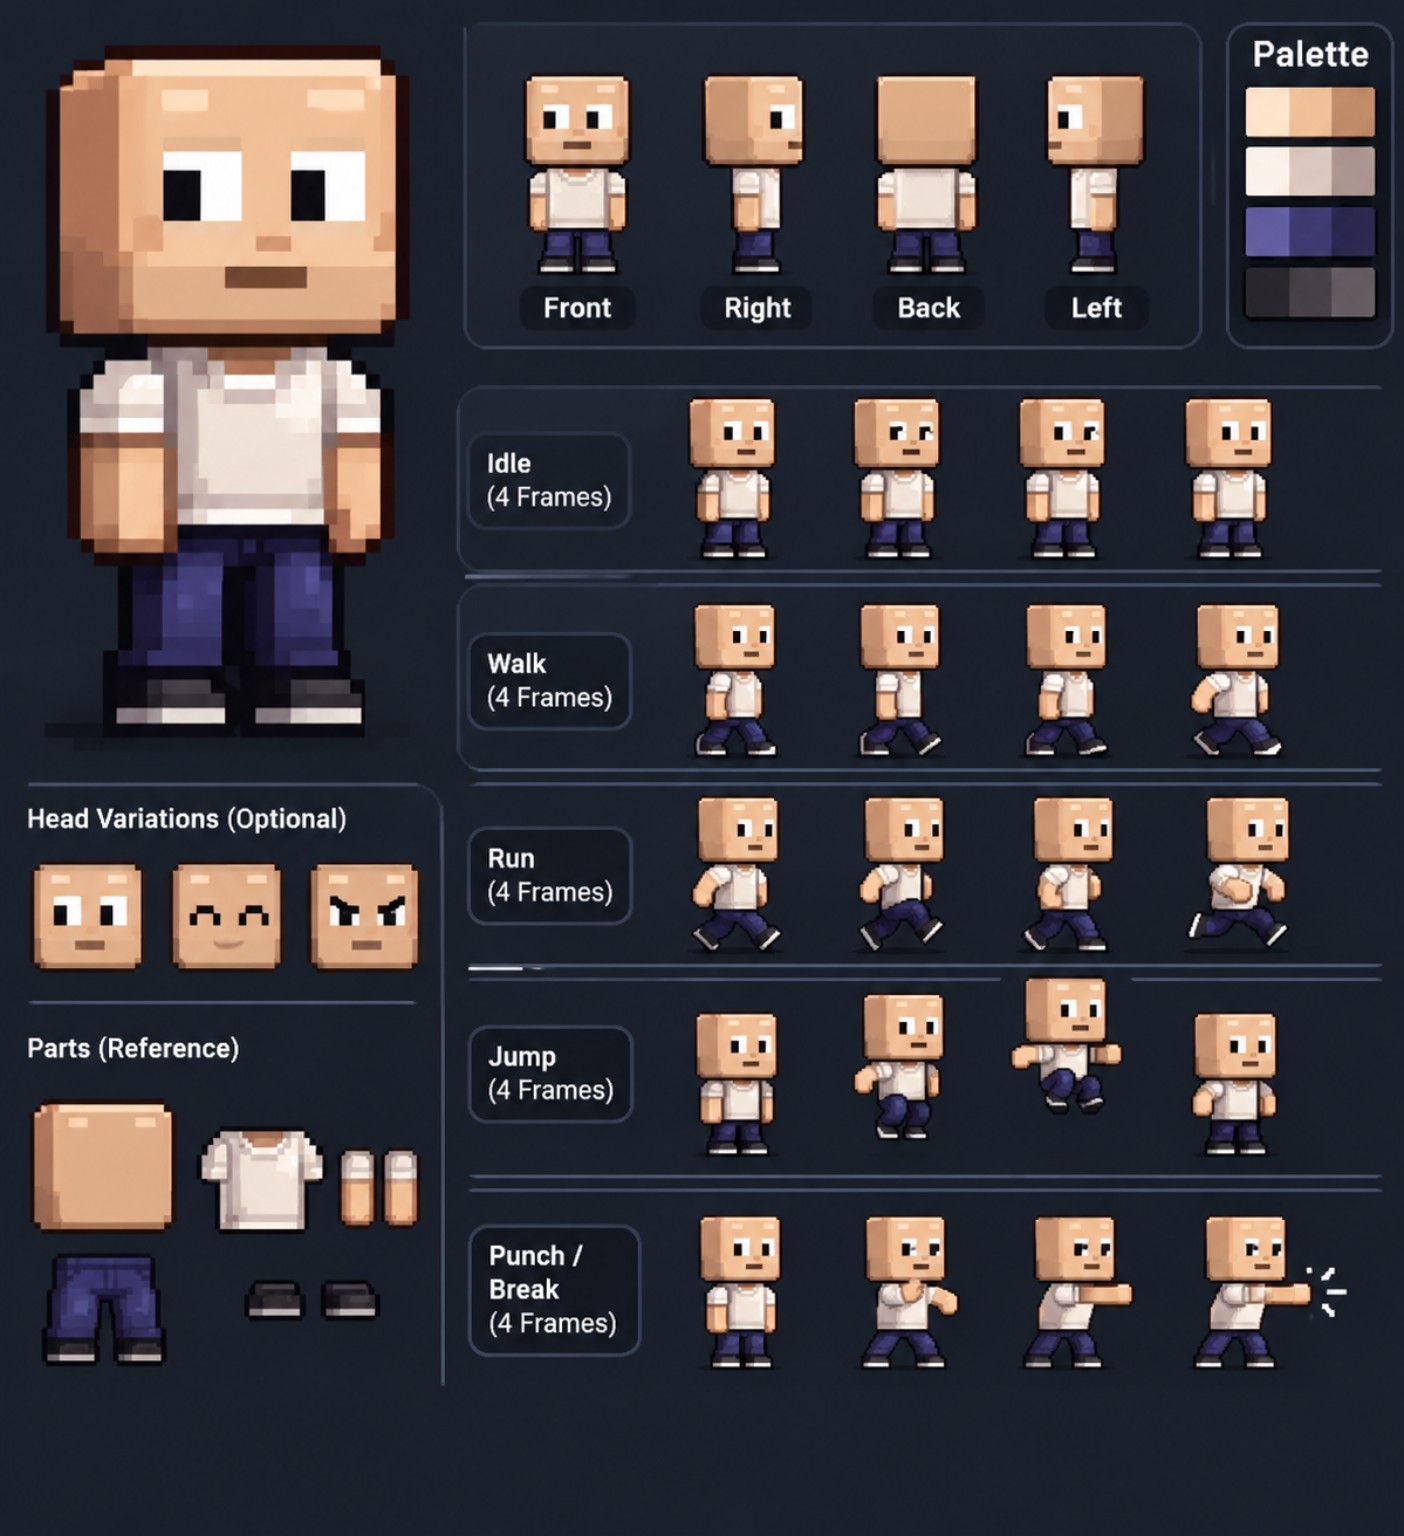 Palette
Front
Right
Back
Left
Idle
(4 Frames)
Walk
(4 Frames)
Head Variations (Optional)
Run
(4 Frames)
Parts (Reference)
Jump
(4 Frames)
Punch /
Break
(4 Frames)